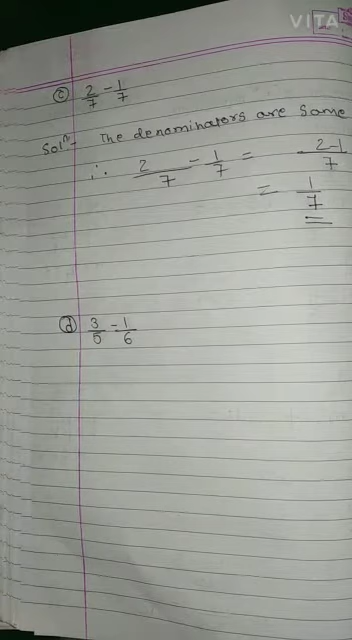 VITA
(c) 2/7 - 1/7
Solⁿ- The denominators are same
∴ 2/7 - 1/7 = 2-1/7
= 1/7
(d) 3/5 - 1/6